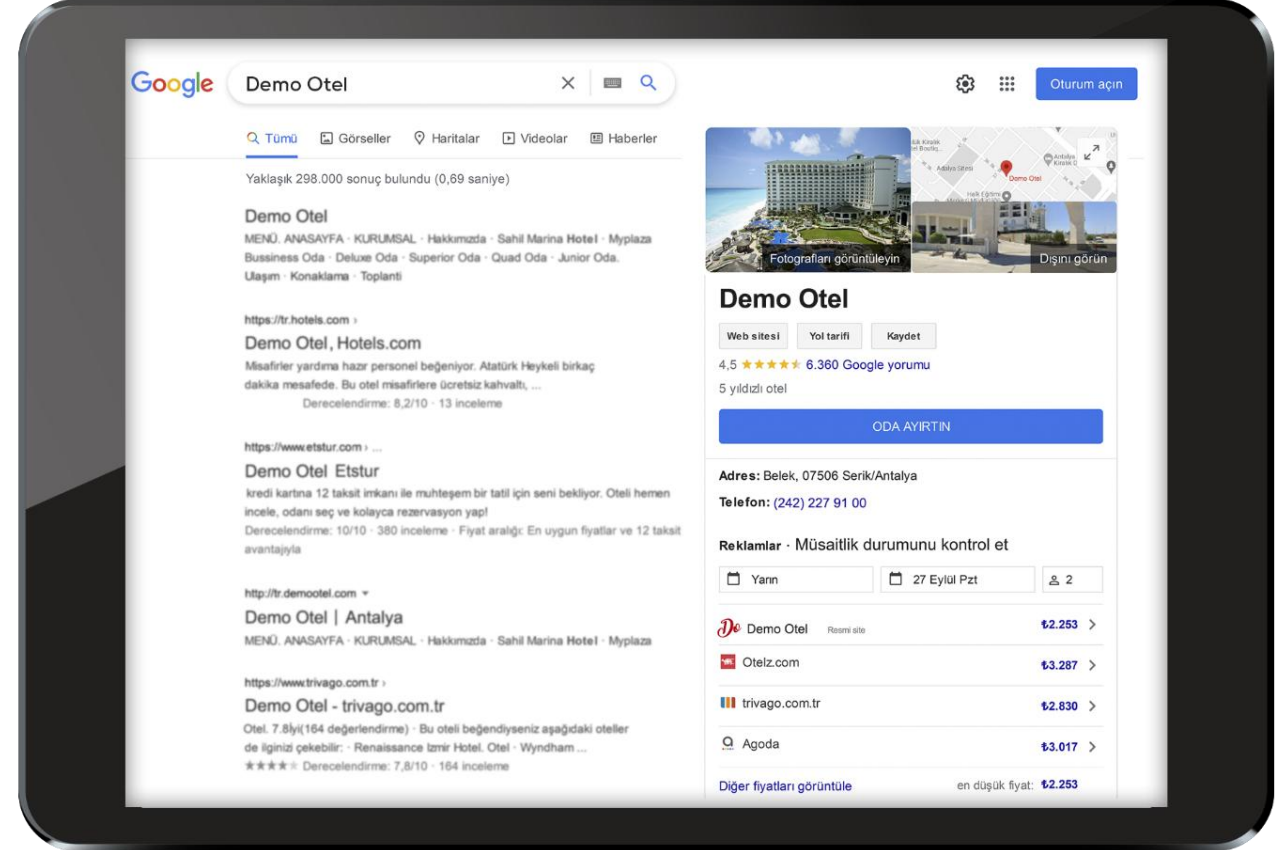 Google
Demo Otel
Oturum açın
Tümü
Görseller
Haritalar
Videolar
Haberler
Yaklaşık 298.000 sonuç bulundu (0,69 saniye)
Demo Otel
MENÜ. ANASAYFA · KURUMSAL · Hakkımızda · Sahil Marina Hotel · Myplaza
Bussiness Oda · Deluxe Oda · Superior Oda · Quad Oda · Junior Oda.
Ulaşım · Konaklama · Toplanti
https://tr.hotels.com ›
Demo Otel, Hotels.com
Misafirler yardıma hazır personel beğeniyor. Atatürk Heykeli birkaç
dakika mesafede. Bu otel misafirlere ücretsiz kahvaltı, ...
Derecelendirme: 8,2/10 · 13 inceleme
https://www.etstur.com › ...
Demo Otel Etstur
kredi kartına 12 taksit imkanı ile muhteşem bir tatil için seni bekliyor. Oteli hemen
incele, odanı seç ve kolayca rezervasyon yap!
Derecelendirme: 10/10 · 380 inceleme · Fiyat aralığı: En uygun fiyatlar ve 12 taksit
avantajıyla
http://tr.demootel.com
Demo Otel | Antalya
MENÜ. ANASAYFA · KURUMSAL · Hakkımızda · Sahil Marina Hotel · Myplaza
https://www.trivago.com.tr ›
Demo Otel - trivago.com.tr
Otel. 7.8İyi(164 değerlendirme) · Bu oteli beğendiyseniz aşağıdaki oteller
de ilginizi çekebilir: · Renaissance Izmir Hotel. Otel · Wyndham ...
★★★★☆ Derecelendirme: 7,8/10 · 164 inceleme
Adalya Sitesi
Demo Otel
Halk Eğitimi
Fotografları görüntüleyin
Dışını görün
Demo Otel
Web sitesi
Yol tarifi
Kaydet
4,5 ★★★★★ 6.360 Google yorumu
5 yıldızlı otel
ODA AYIRTIN
Adres: Belek, 07506 Serik/Antalya
Telefon: (242) 227 91 00
Reklamlar · Müsaitlik durumunu kontrol et
Yarın
27 Eylül Pzt
2
Do Demo Otel Resmi site ₺2.253
Otelz.com ₺3.287
trivago.com.tr ₺2.830
Agoda ₺3.017
Diğer fiyatları görüntüle en düşük fiyat: ₺2.253